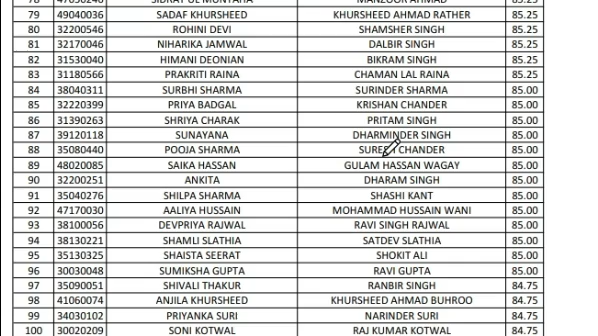 78 47050240 SIDRAT UL MUNTAHA MANZOOR AHMAD 85.25
79 49040036 SADAF KHURSHEED KHURSHEED AHMAD RATHER 85.25
80 32200546 ROHINI DEVI SHAMSHER SINGH 85.25
81 32170046 NIHARIKA JAMWAL DALBIR SINGH 85.25
82 31530040 HIMANI DEONIAN BIKRAM SINGH 85.25
83 31180566 PRAKRITI RAINA CHAMAN LAL RAINA 85.25
84 38040311 SURBHI SHARMA SURINDER SHARMA 85.00
85 32220399 PRIYA BADGAL KRISHAN CHANDER 85.00
86 31390263 SHRIYA CHARAK PRITAM SINGH 85.00
87 39120118 SUNAYANA DHARMINDER SINGH 85.00
88 35080440 POOJA SHARMA SURESH CHANDER 85.00
89 48020085 SAIKA HASSAN GULAM HASSAN WAGAY 85.00
90 32200251 ANKITA DHARAM SINGH 85.00
91 35040276 SHILPA SHARMA SHASHI KANT 85.00
92 47170030 AALIYA HUSSAIN MOHAMMAD HUSSAIN WANI 85.00
93 38100056 DEVPRIYA RAJWAL RAVI SINGH RAJWAL 85.00
94 38130221 SHAMLI SLATHIA SATDEV SLATHIA 85.00
95 35130325 SHAISTA SEERAT SHOKIT ALI 85.00
96 30030048 SUMIKSHA GUPTA RAVI GUPTA 85.00
97 35090051 SHIVALI THAKUR RANBIR SINGH 84.75
98 41060074 ANJILA KHURSHEED KHURSHEED AHMAD BUHROO 84.75
99 34030102 PRIYANKA SURI NARINDER SURI 84.75
100 30020209 SONI KOTWAL RAJ KUMAR KOTWAL 84.75